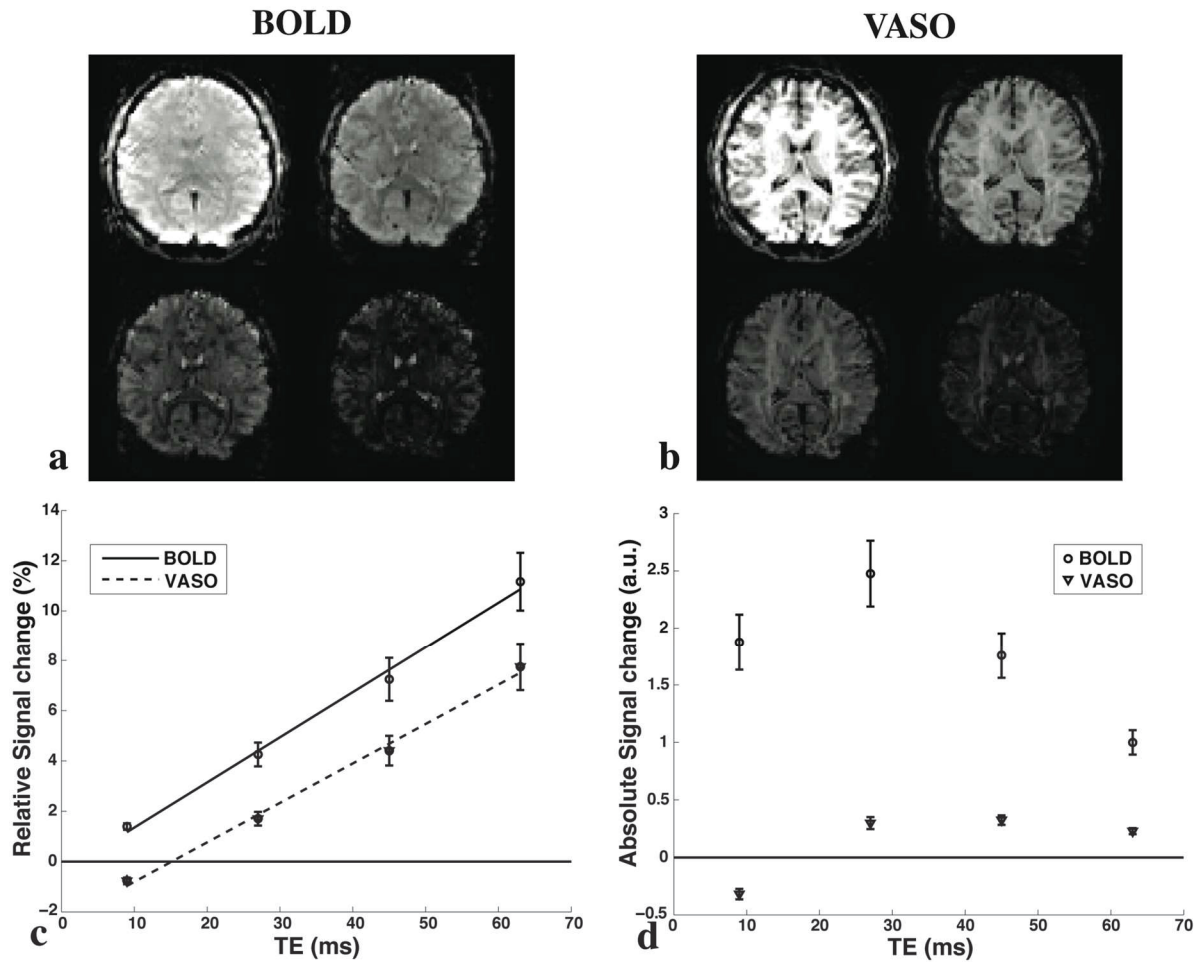 BOLD
VASO
a
b
14
12
10
8
6
4
2
0
−2
0
10
20
30
40
50
60
70
Relative Signal change (%)
TE (ms)
BOLD
VASO
c
3
2.5
2
1.5
1
0.5
0
−0.5
0
10
20
30
40
50
60
70
Absolute Signal change (a.u.)
TE (ms)
BOLD
VASO
d